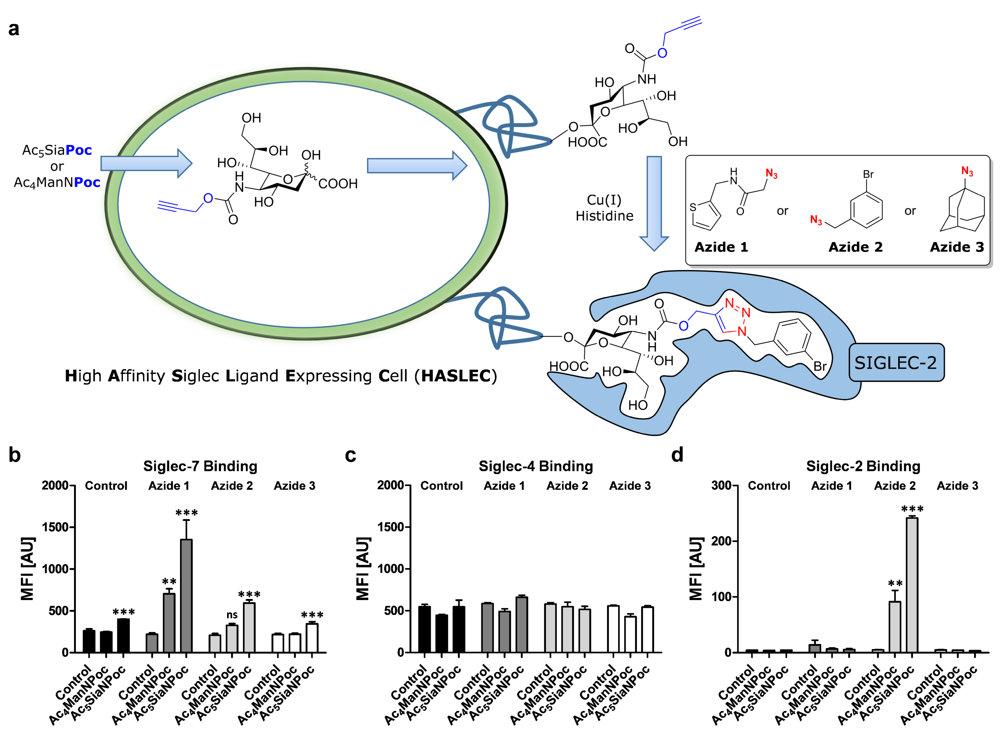 a
Ac5SiaPoc
or
Ac4ManNPoc
OH
OH
HO
OH
H
N
O
COOH
O
HO
O
O
O
NH
HO
OH
O
O
HO
HOOC
OH
Cu(I)
Histidine
H
N
N3
O
S
Azide 1
or
Br
N3
Azide 2
or
N3
Azide 3
O
OH
O
N
N
N
N
H
O
O
OH
HOOC
HO
HO
Br
SIGLEC-2
High Affinity Siglec Ligand Expressing Cell (HASLEC)
b
Siglec-7 Binding
Control Azide 1 Azide 2 Azide 3
MFI [AU]
2000
1500
1000
500
0
***
**
***
ns
***
***
Control
Ac4ManNPoc
Ac5SiaNPoc
Control
Ac4ManNPoc
Ac5SiaNPoc
Control
Ac4ManNPoc
Ac5SiaNPoc
Control
Ac4ManNPoc
Ac5SiaNPoc
c
Siglec-4 Binding
Control Azide 1 Azide 2 Azide 3
MFI [AU]
2000
1500
1000
500
0
Control
Ac4ManNPoc
Ac5SiaNPoc
Control
Ac4ManNPoc
Ac5SiaNPoc
Control
Ac4ManNPoc
Ac5SiaNPoc
Control
Ac4ManNPoc
Ac5SiaNPoc
d
Siglec-2 Binding
Control Azide 1 Azide 2 Azide 3
MFI [AU]
300
200
100
0
**
***
Control
Ac4ManNPoc
Ac5SiaNPoc
Control
Ac4ManNPoc
Ac5SiaNPoc
Control
Ac4ManNPoc
Ac5SiaNPoc
Control
Ac4ManNPoc
Ac5SiaNPoc